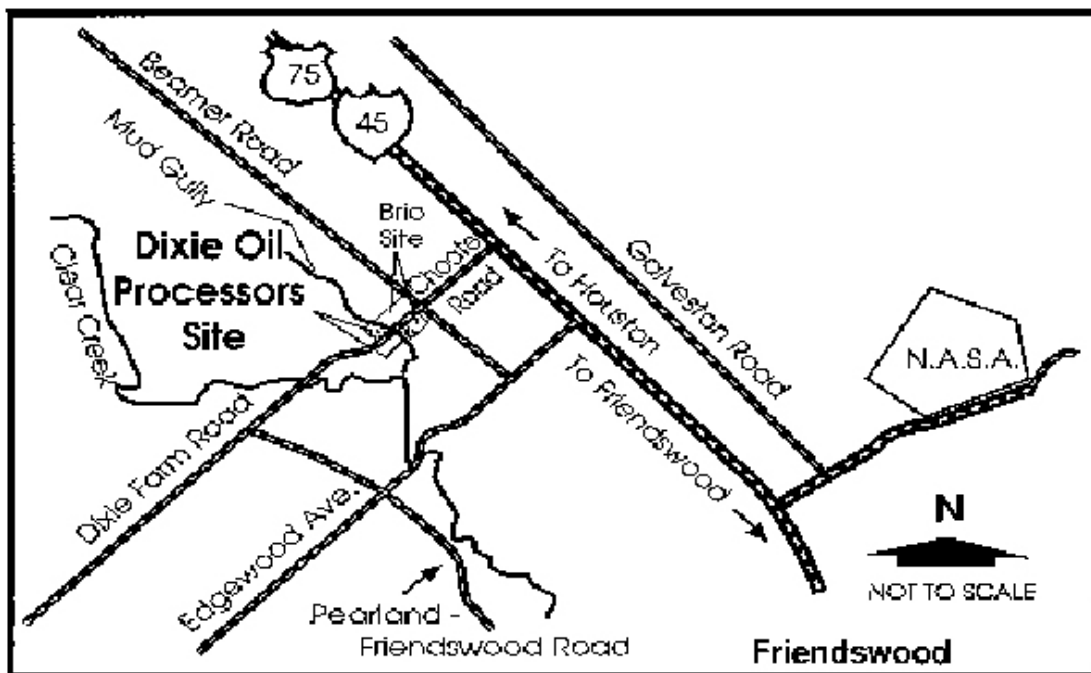 75
45
Beamer Road
Mud Gully
Brio
Site
Choate
Road
Dixie Oil
Processors
Site
Clear Creek
To Houston
To Friendswood
Galvestan Road
N.A.S.A.
Dixie Farm Road
Edgewood Ave.
Pearland -
Friendswood Road
N
NOT TO SCALE
Friendswood